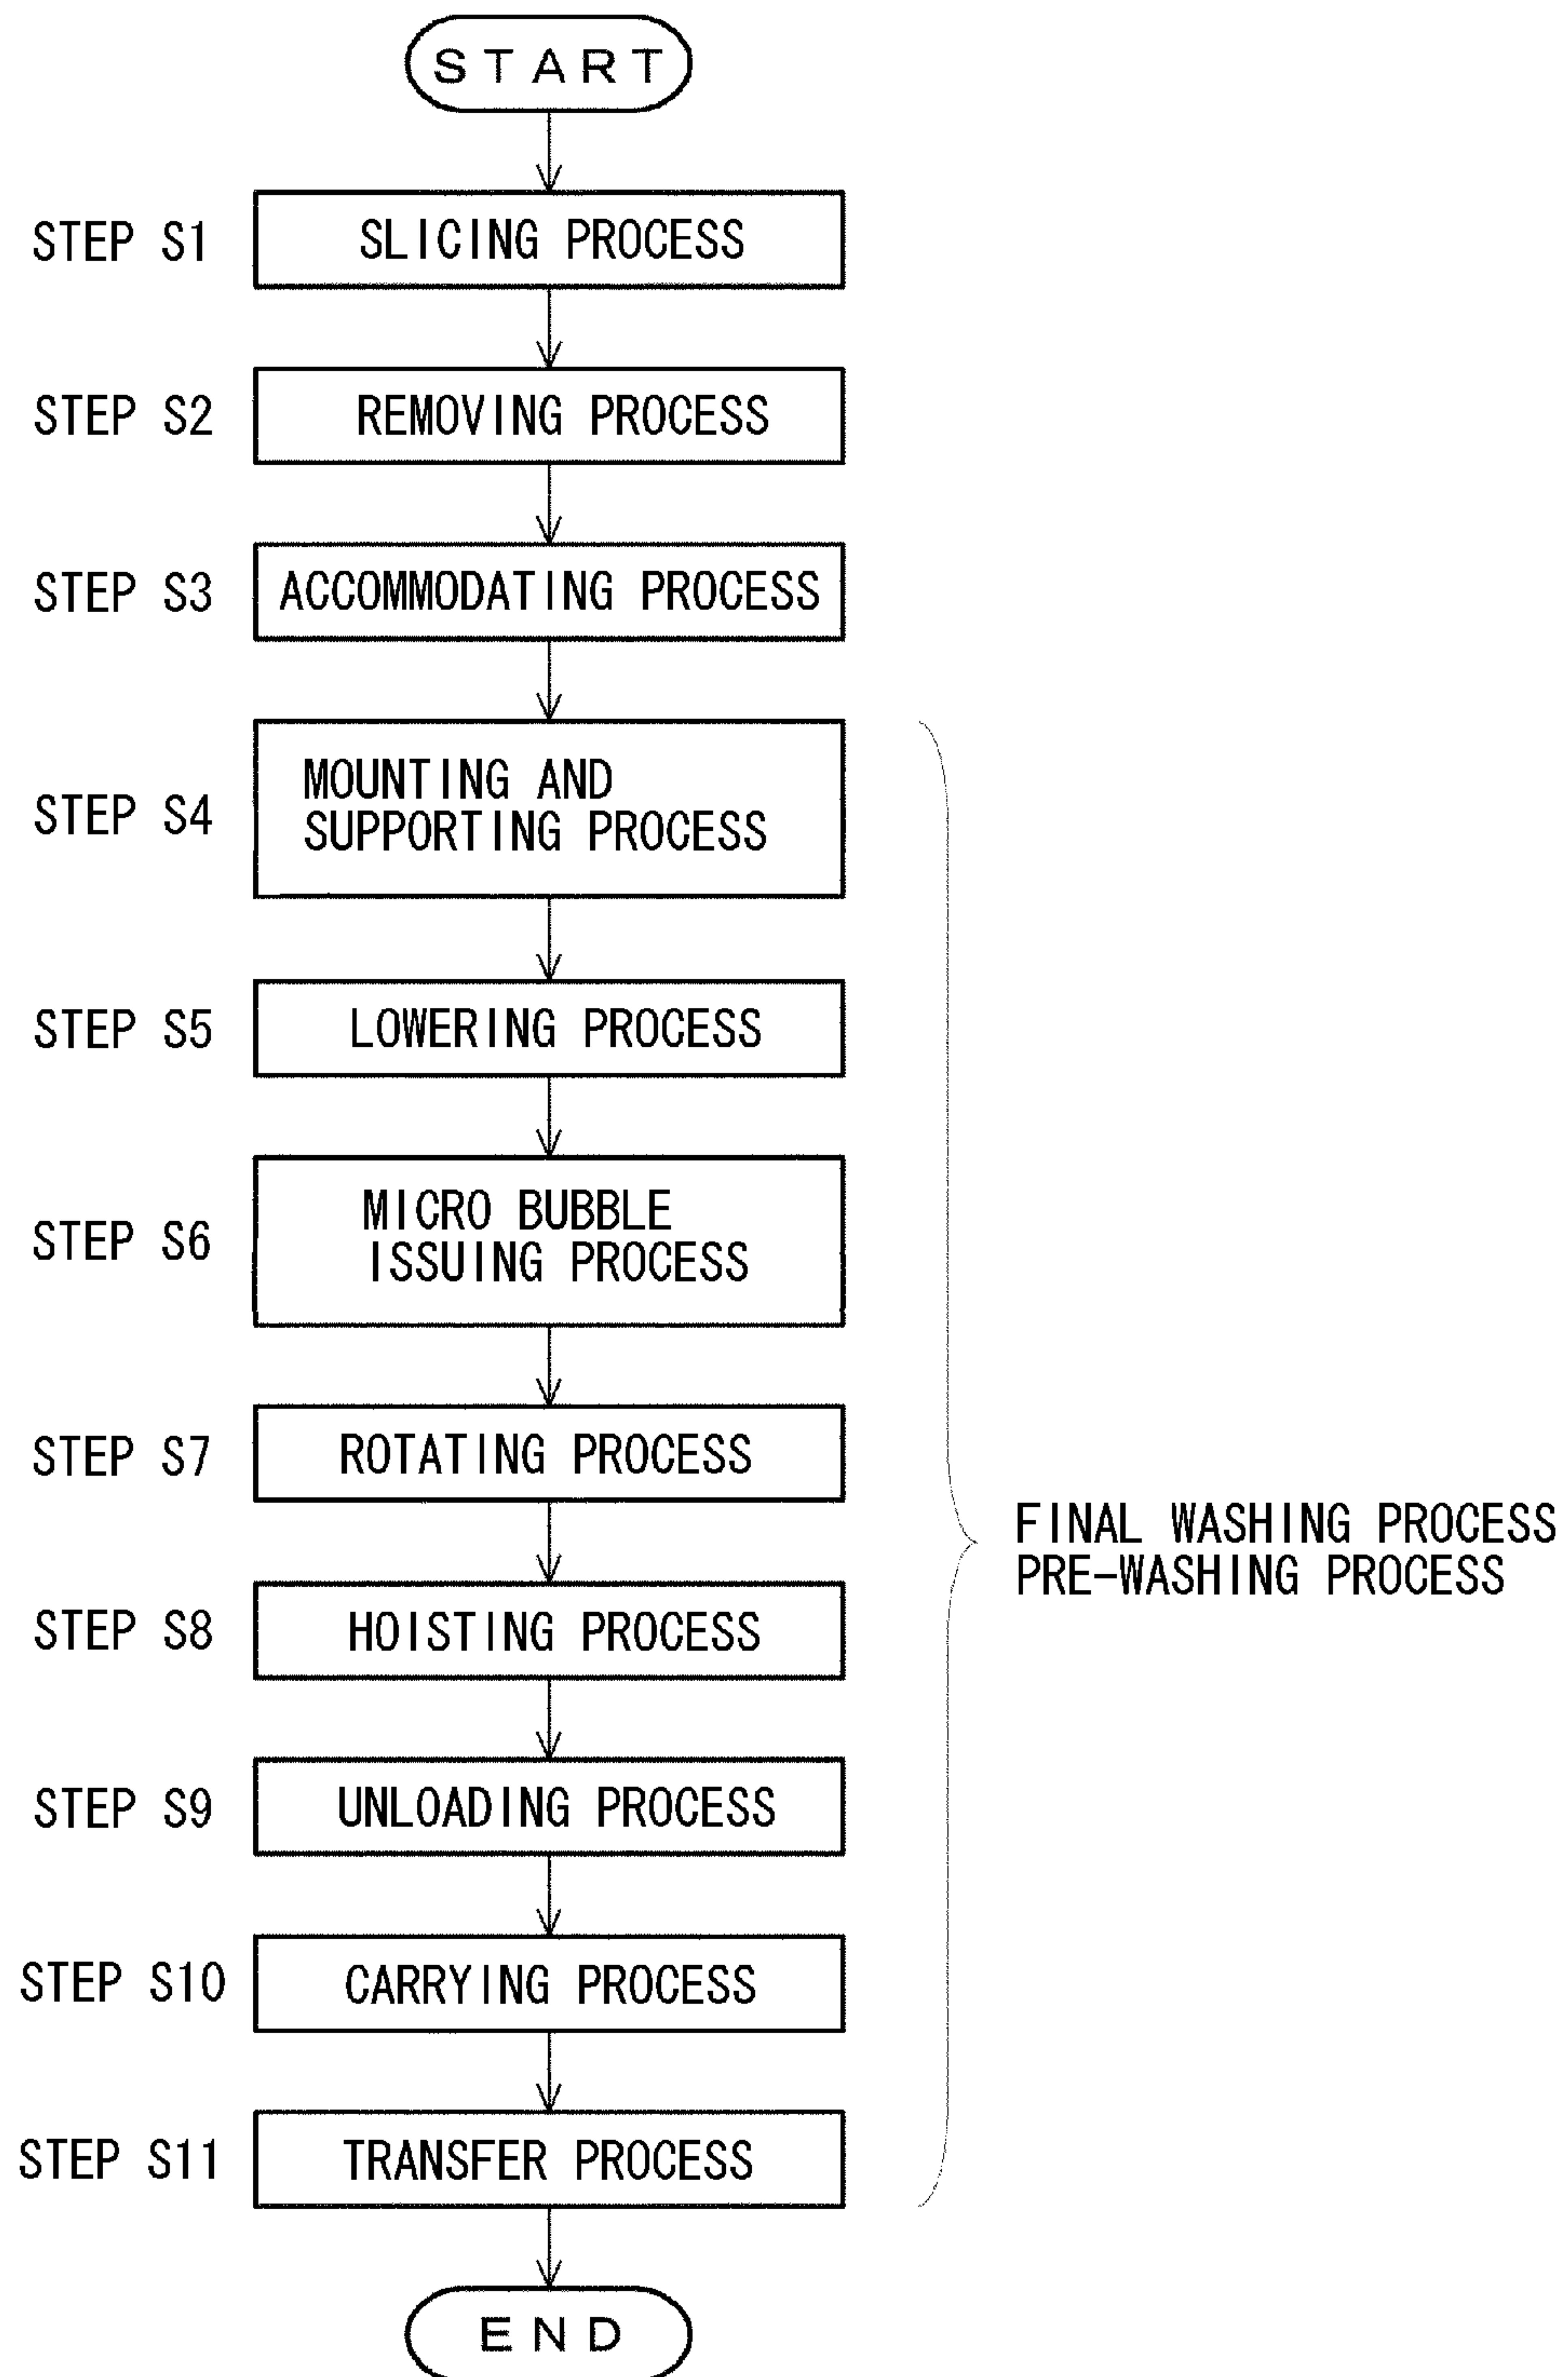 START
STEP S1
SLICING PROCESS
STEP S2
REMOVING PROCESS
STEP S3
ACCOMMODATING PROCESS
STEP S4
MOUNTING AND
SUPPORTING PROCESS
STEP S5
LOWERING PROCESS
STEP S6
MICRO BUBBLE
ISSUING PROCESS
STEP S7
ROTATING PROCESS
FINAL WASHING PROCESS
PRE-WASHING PROCESS
STEP S8
HOISTING PROCESS
STEP S9
UNLOADING PROCESS
STEP S10
CARRYING PROCESS
STEP S11
TRANSFER PROCESS
END